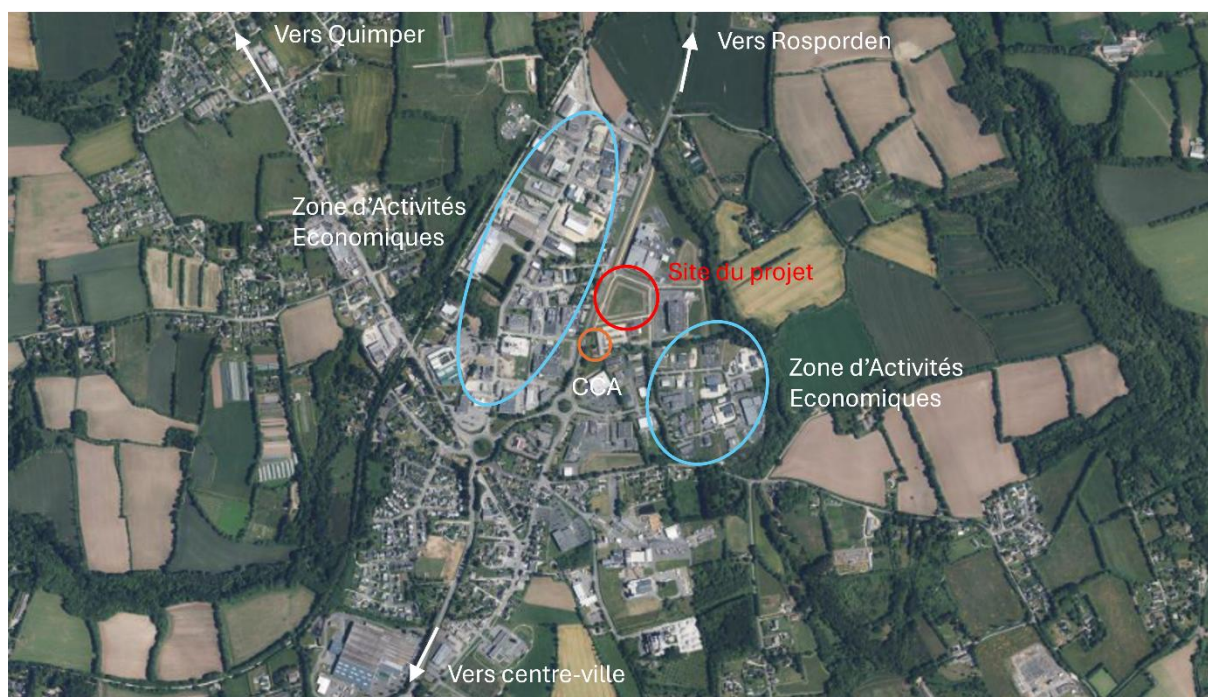 Vers Quimper
Vers Rosporden
Zone d'Activités
Economiques
Site du projet
Zone d'Activités
Economiques
CCA
Vers centre-ville